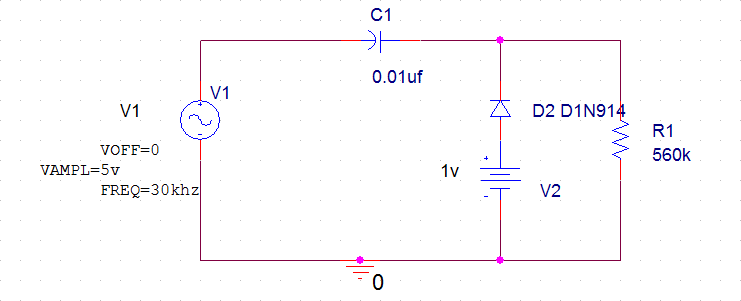 C1
0.01uf
V1
V1
VOFF=0
VAMPL=5v
FREQ=30khz
D2 D1N914
R1
560k
1v
V2
0